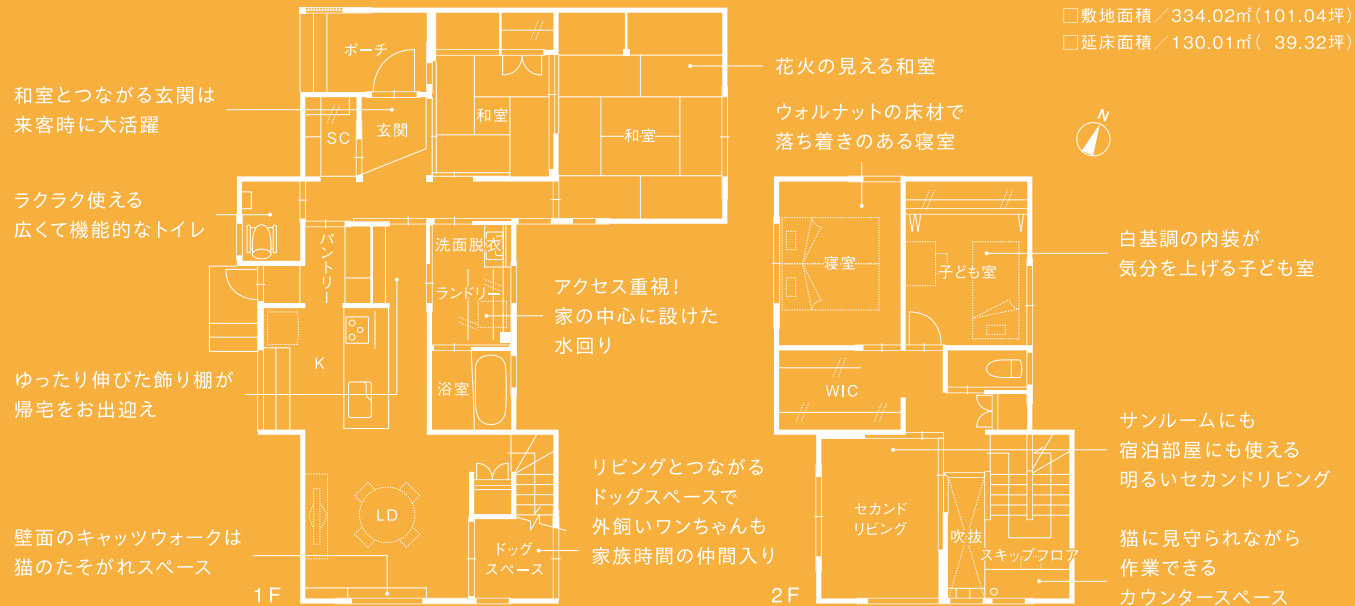 □敷地面積／334.02㎡(101.04坪)
□延床面積／130.01㎡( 39.32坪)
ポーチ
和室とつながる玄関は
来客時に大活躍
SC
玄関
和室
和室
花火の見える和室
ウォルナットの床材で
落ち着きのある寝室
N
ラクラク使える
広くて機能的なトイレ
パントリー
洗面脱衣
ランドリー
アクセス重視!
家の中心に設けた
水回り
寝室
子ども室
白基調の内装が
気分を上げる子ども室
K
浴室
WIC
ゆったり伸びた飾り棚が
帰宅をお出迎え
サンルームにも
宿泊部屋にも使える
明るいセカンドリビング
リビングとつながる
ドッグスペースで
外飼いワンちゃんも
家族時間の仲間入り
LD
ドッグ
スペース
セカンド
リビング
吹抜
スキップフロア
壁面のキャッツウォークは
猫のたそがれスペース
猫に見守られながら
作業できる
カウンタースペース
1F
2F